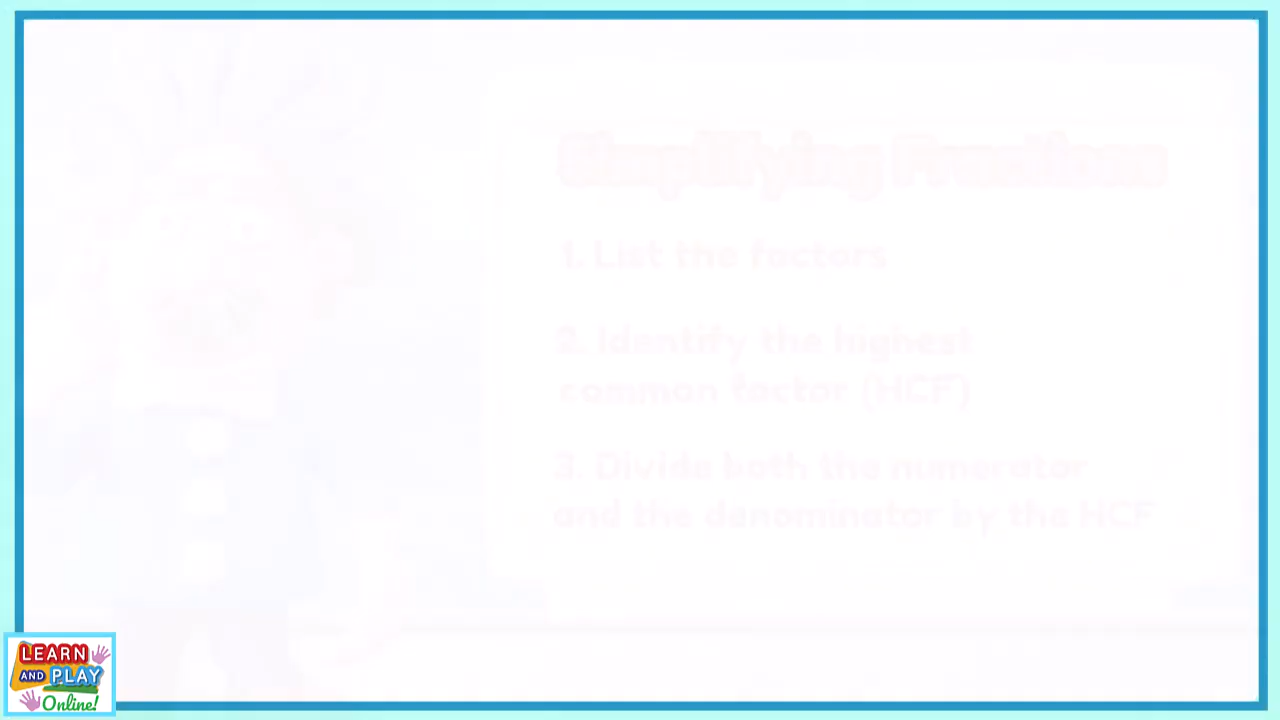 Simplifying Fractions
1. List the factors
2. Identify the highest
common factor (HCF)
3. Divide both the numerator
and the denominator by the HCF
LEARN
AND PLAY
Online!